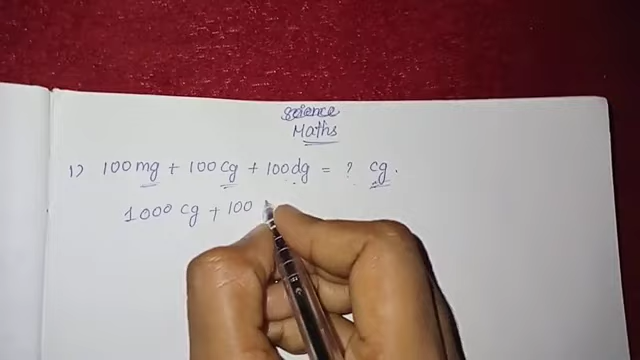 Science
Maths
1) 100 mg + 100 cg + 100 dg = ? cg.
1000 cg + 100